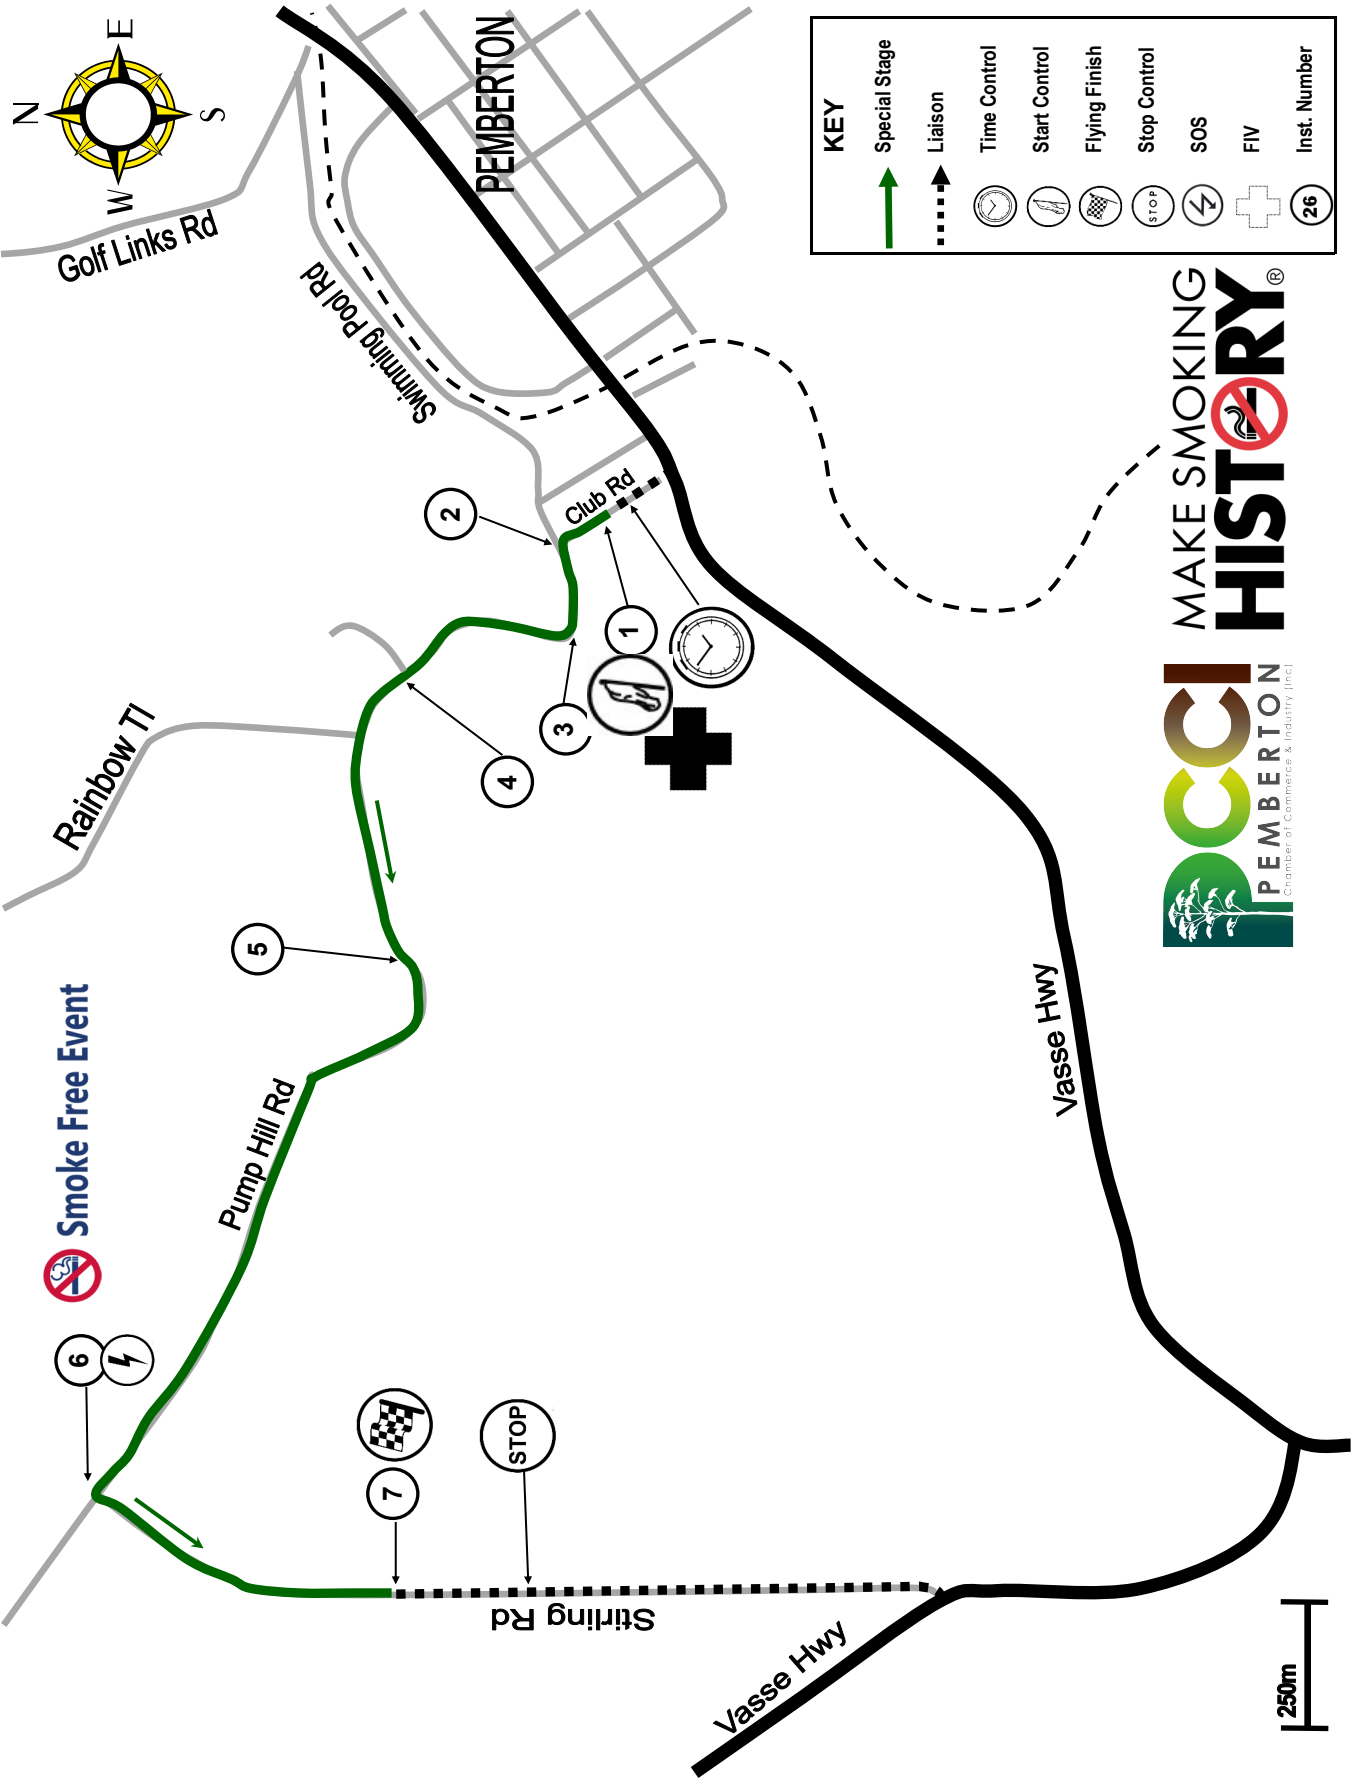 N
E
S
W
Golf Links Rd
Swimming Pool Rd
PEMBERTON
Club Rd
Rainbow Tl
Pump Hill Rd
Stirling Rd
Vasse Hwy
Vasse Hwy
1
2
3
4
5
6
7
STOP
Smoke Free Event
250m
KEY
Special Stage
Liaison
Time Control
Start Control
Flying Finish
STOP
Stop Control
SOS
FIV
26
Inst. Number
MAKE SMOKING
HISTORY®
PCCI
PEMBERTON
Chamber of Commerce & Industry (Inc)